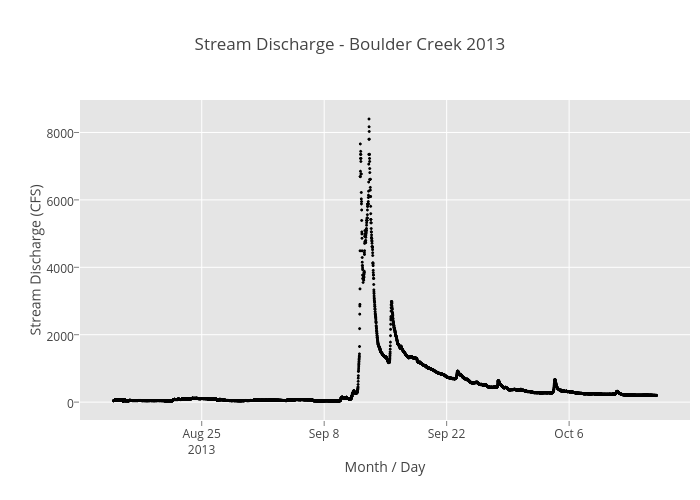 Stream Discharge - Boulder Creek 2013
8000
6000
4000
2000
0
Stream Discharge (CFS)
Aug 25
2013
Sep 8
Sep 22
Oct 6
Month / Day